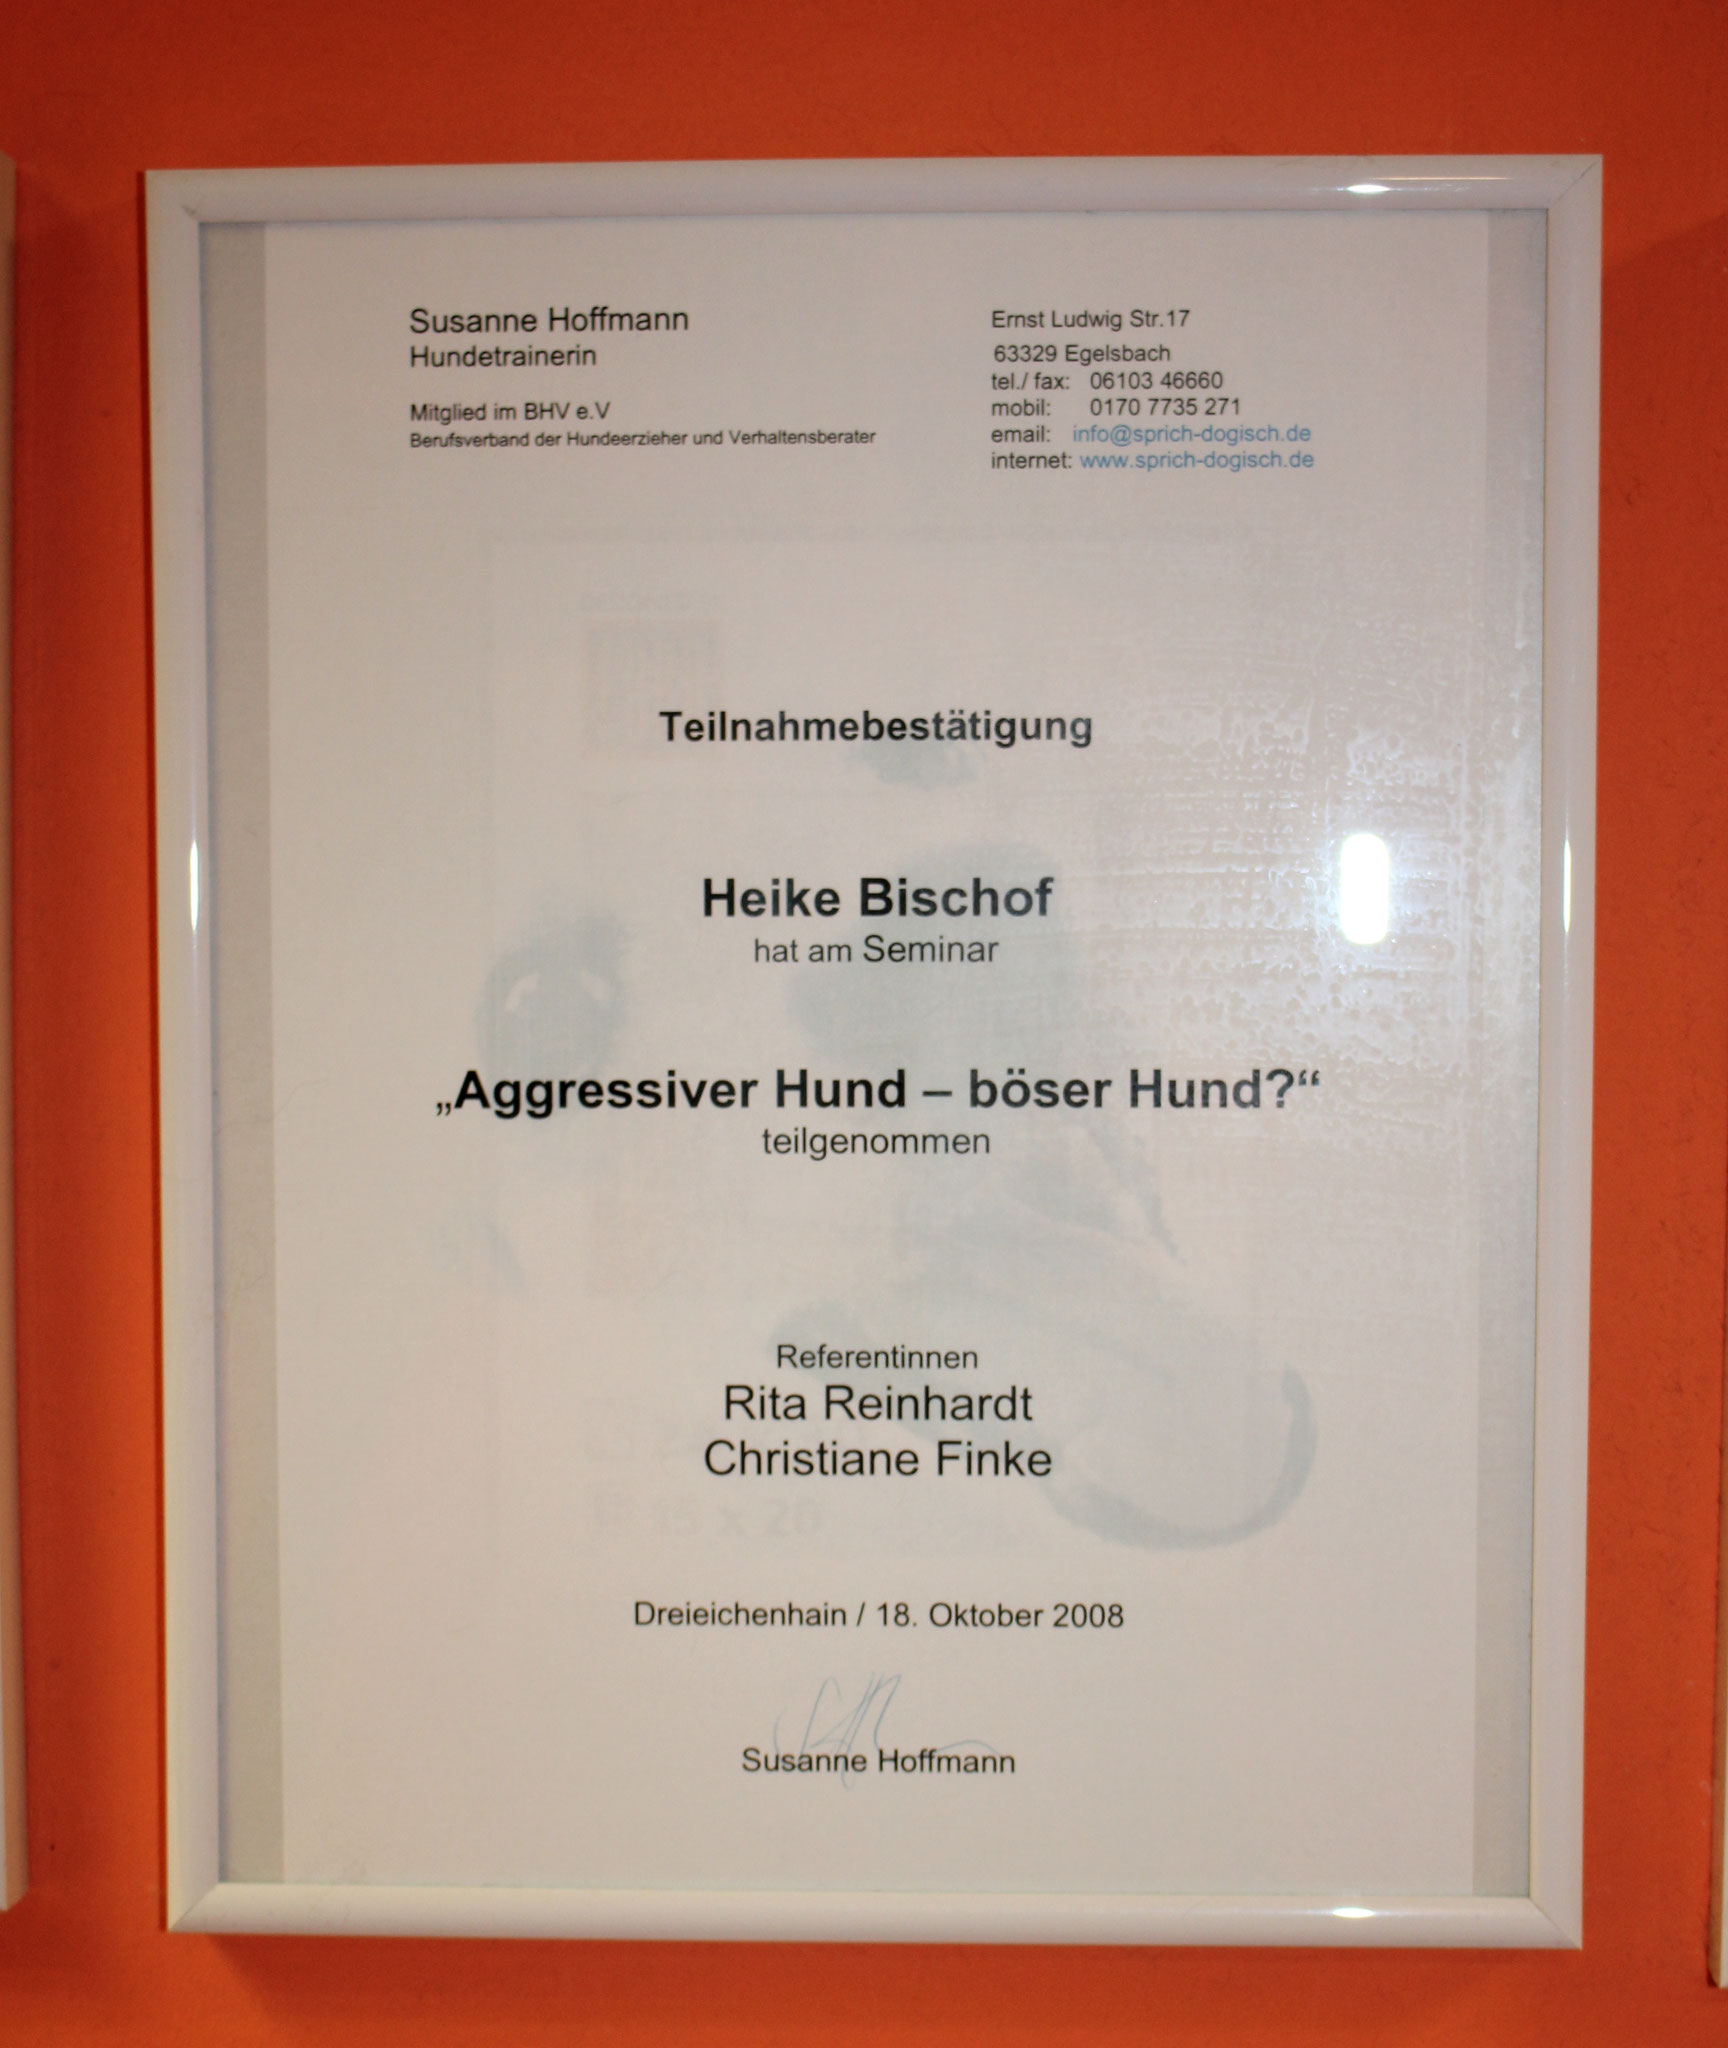 Susanne Hoffmann
Hundetrainerin
Mitglied im BHV e.V
Berufsverband der Hundeerzieher und Verhaltensberater
Ernst Ludwig Str.17
63329 Egelsbach
tel./ fax: 06103 46660
mobil: 0170 7735 271
email: info@sprich-dogisch.de
internet: www.sprich-dogisch.de
Teilnahmebestätigung
Heike Bischof
hat am Seminar
„Aggressiver Hund – böser Hund?“
teilgenommen
Referentinnen
Rita Reinhardt
Christiane Finke
Dreieichenhain / 18. Oktober 2008
Susanne Hoffmann